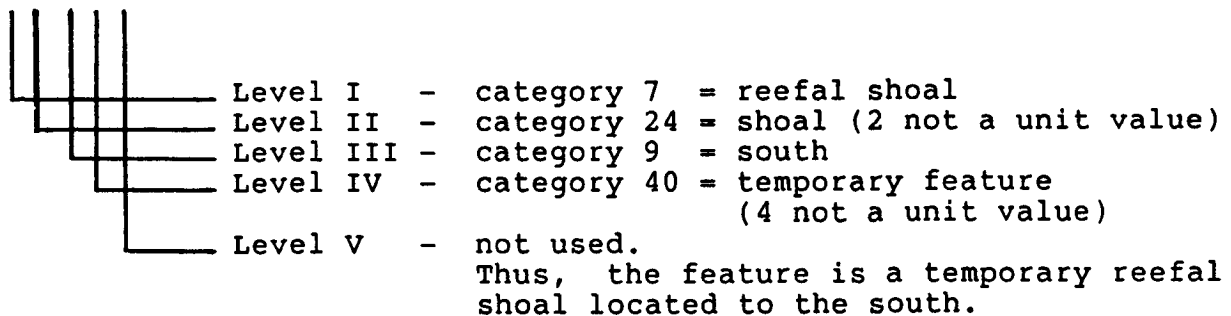 Level I - category 7 = reefal shoal
Level II - category 24 = shoal (2 not a unit value)
Level III - category 9 = south
Level IV - category 40 = temporary feature
(4 not a unit value)
Level V - not used.
Thus, the feature is a temporary reefal
shoal located to the south.